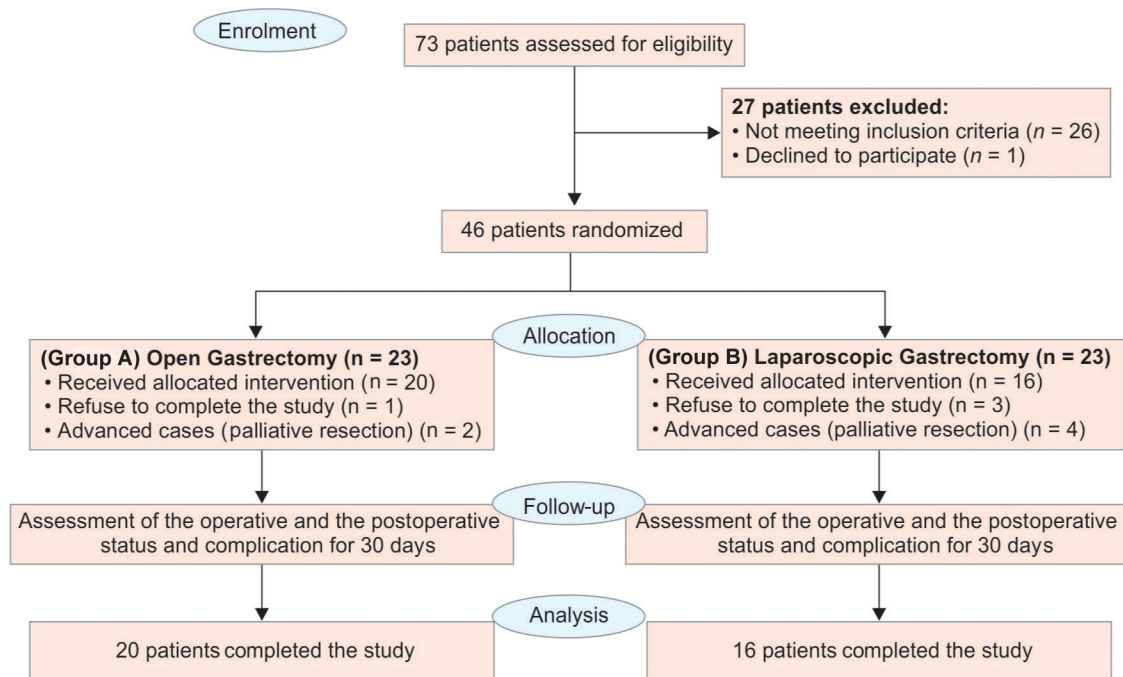 Enrolment
73 patients assessed for eligibility
27 patients excluded:
• Not meeting inclusion criteria (n = 26)
• Declined to participate (n = 1)
46 patients randomized
Allocation
(Group A) Open Gastrectomy (n = 23)
• Received allocated intervention (n = 20)
• Refuse to complete the study (n = 1)
• Advanced cases (palliative resection) (n = 2)
(Group B) Laparoscopic Gastrectomy (n = 23)
• Received allocated intervention (n = 16)
• Refuse to complete the study (n = 3)
• Advanced cases (palliative resection) (n = 4)
Follow-up
Assessment of the operative and the postoperative
status and complication for 30 days
Assessment of the operative and the postoperative
status and complication for 30 days
Analysis
20 patients completed the study
16 patients completed the study